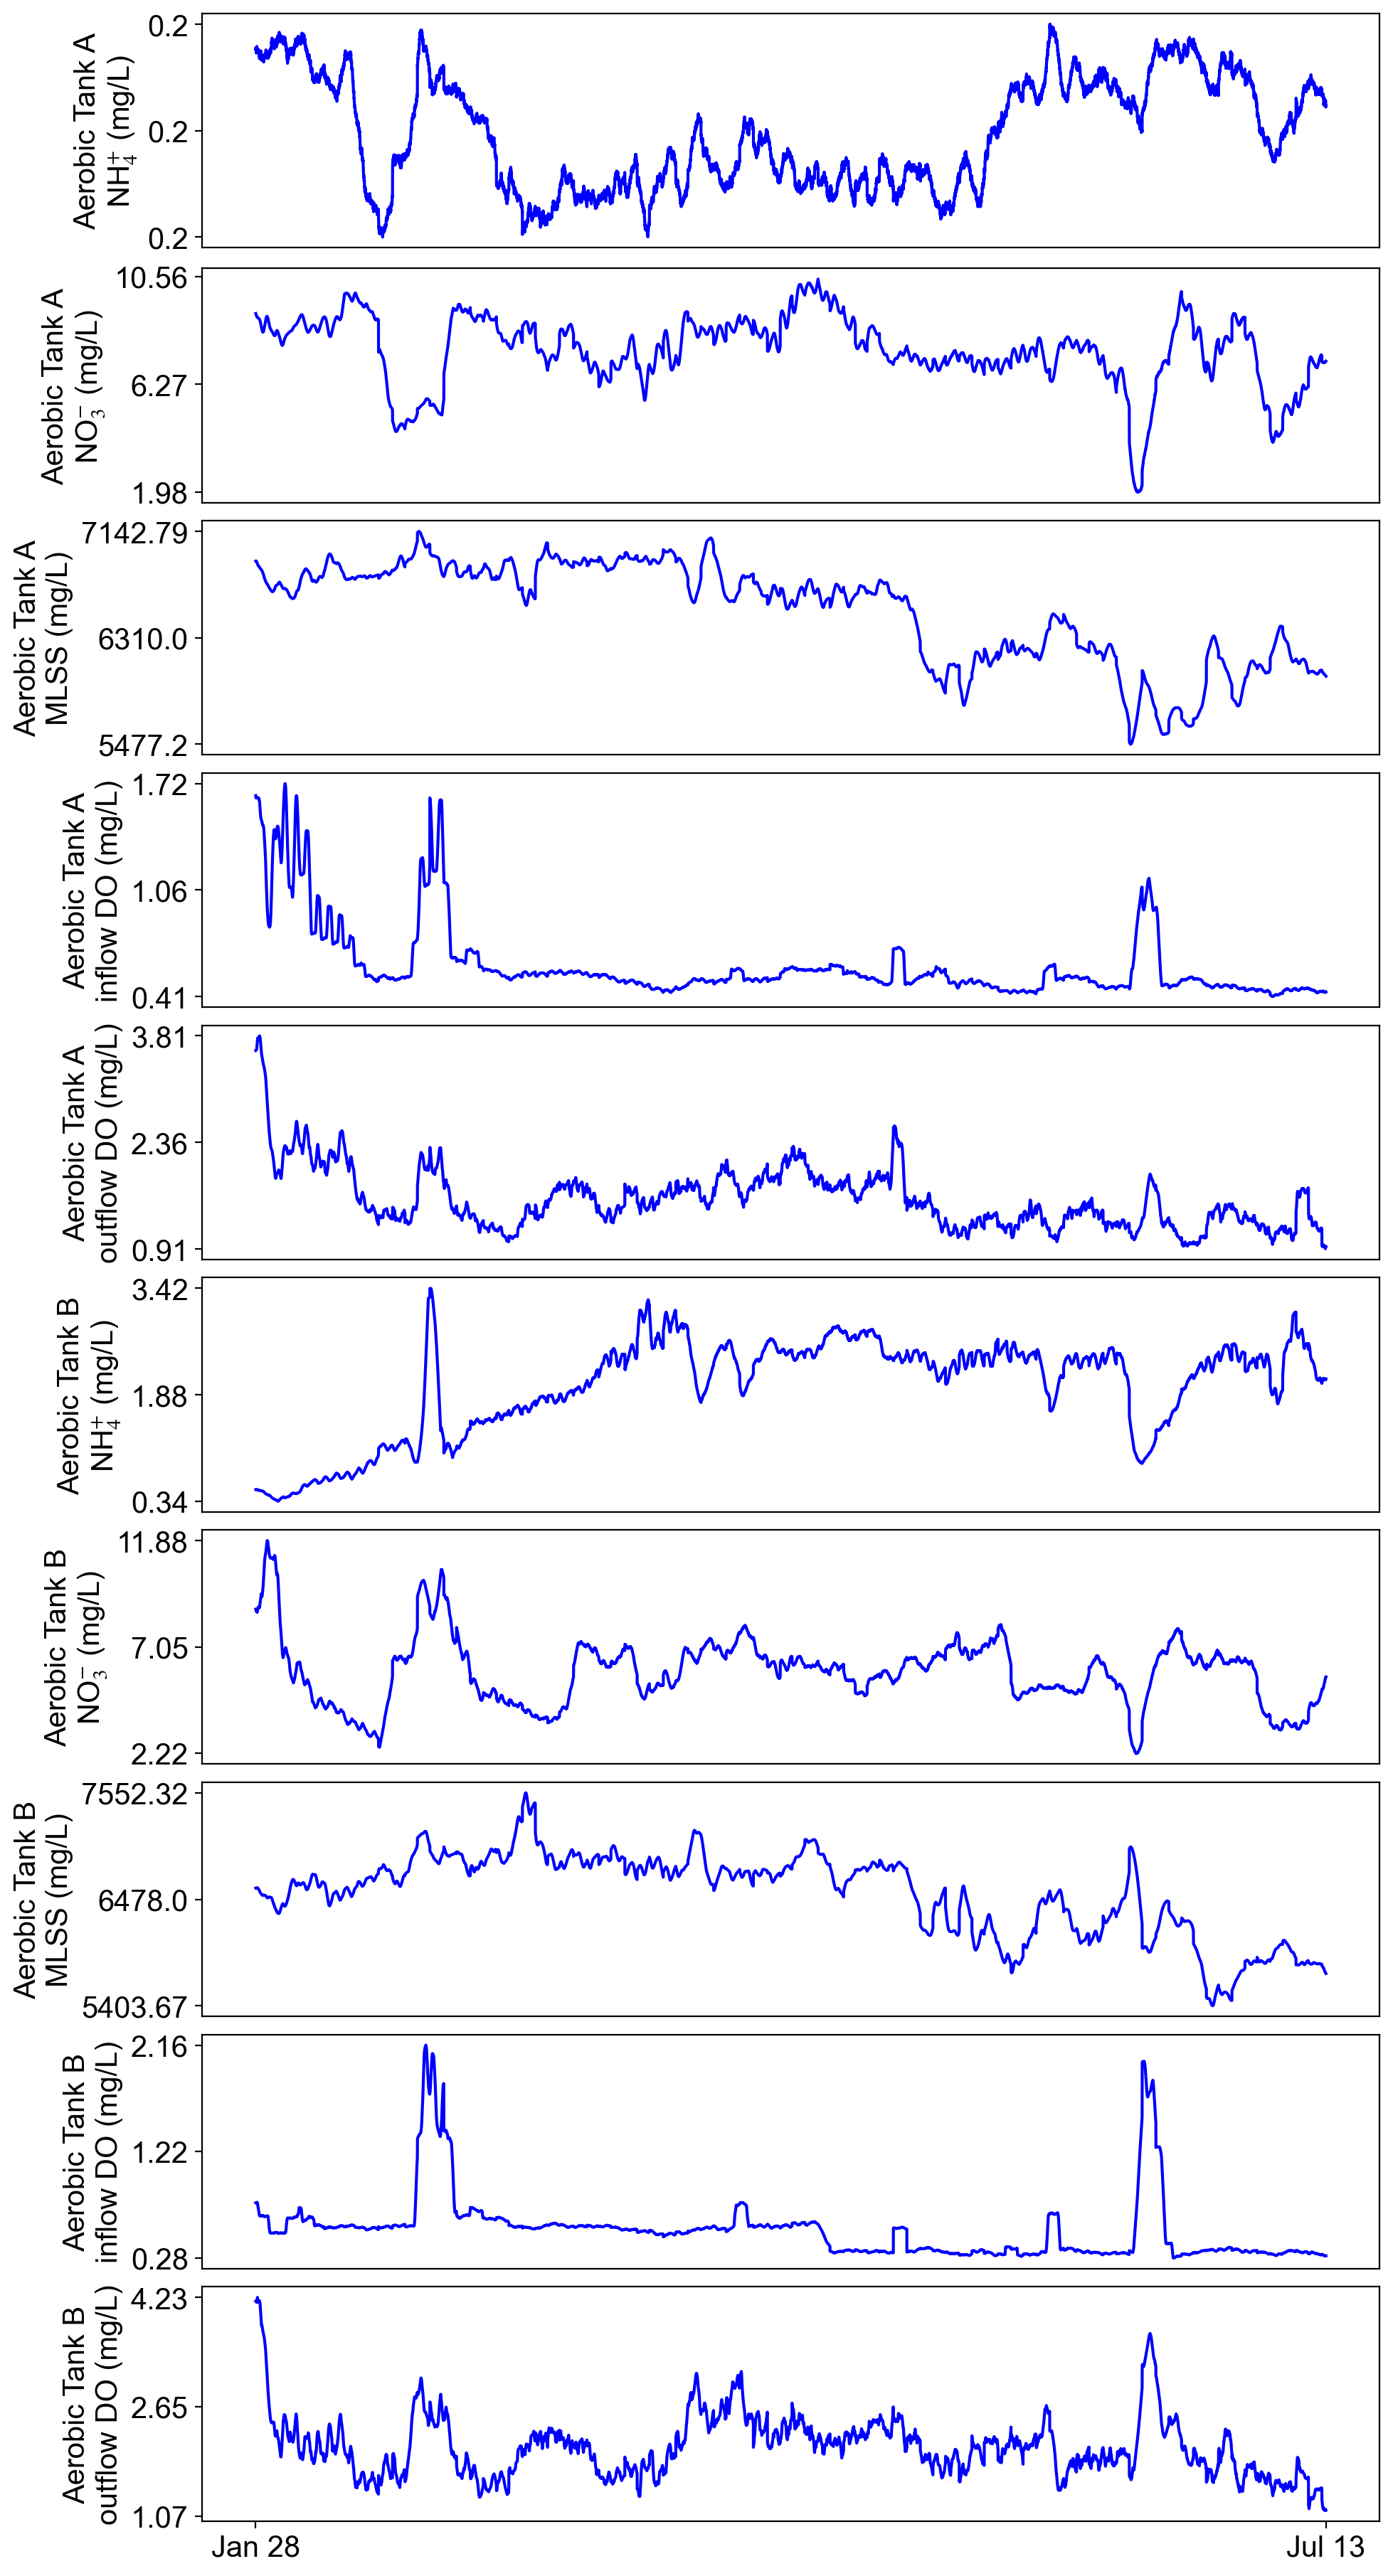 Aerobic Tank A
NH₄⁺ (mg/L)
0.2
0.2
0.2
Aerobic Tank A
NO₃⁻ (mg/L)
10.56
6.27
1.98
Aerobic Tank A
MLSS (mg/L)
7142.79
6310.0
5477.2
Aerobic Tank A
inflow DO (mg/L)
1.72
1.06
0.41
Aerobic Tank A
outflow DO (mg/L)
3.81
2.36
0.91
Aerobic Tank B
NH₄⁺ (mg/L)
3.42
1.88
0.34
Aerobic Tank B
NO₃⁻ (mg/L)
11.88
7.05
2.22
Aerobic Tank B
MLSS (mg/L)
7552.32
6478.0
5403.67
Aerobic Tank B
inflow DO (mg/L)
2.16
1.22
0.28
Aerobic Tank B
outflow DO (mg/L)
4.23
2.65
1.07
Jan 28
Jul 13